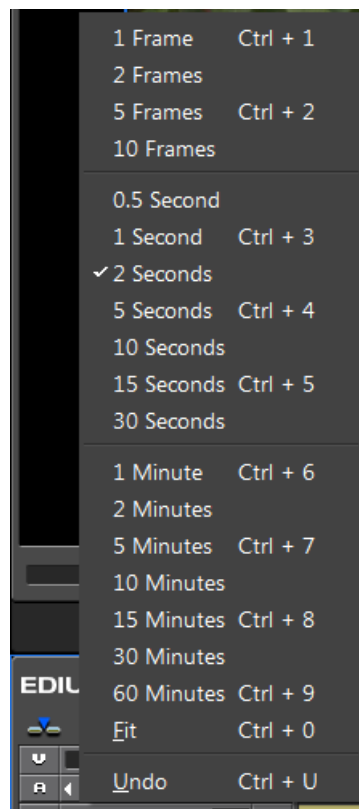 1 Frame Ctrl + 1
2 Frames
5 Frames Ctrl + 2
10 Frames
0.5 Second
1 Second Ctrl + 3
2 Seconds
5 Seconds Ctrl + 4
10 Seconds
15 Seconds Ctrl + 5
30 Seconds
1 Minute Ctrl + 6
2 Minutes
5 Minutes Ctrl + 7
10 Minutes
15 Minutes Ctrl + 8
30 Minutes
60 Minutes Ctrl + 9
Fit Ctrl + 0
Undo Ctrl + U
EDIU
V
A